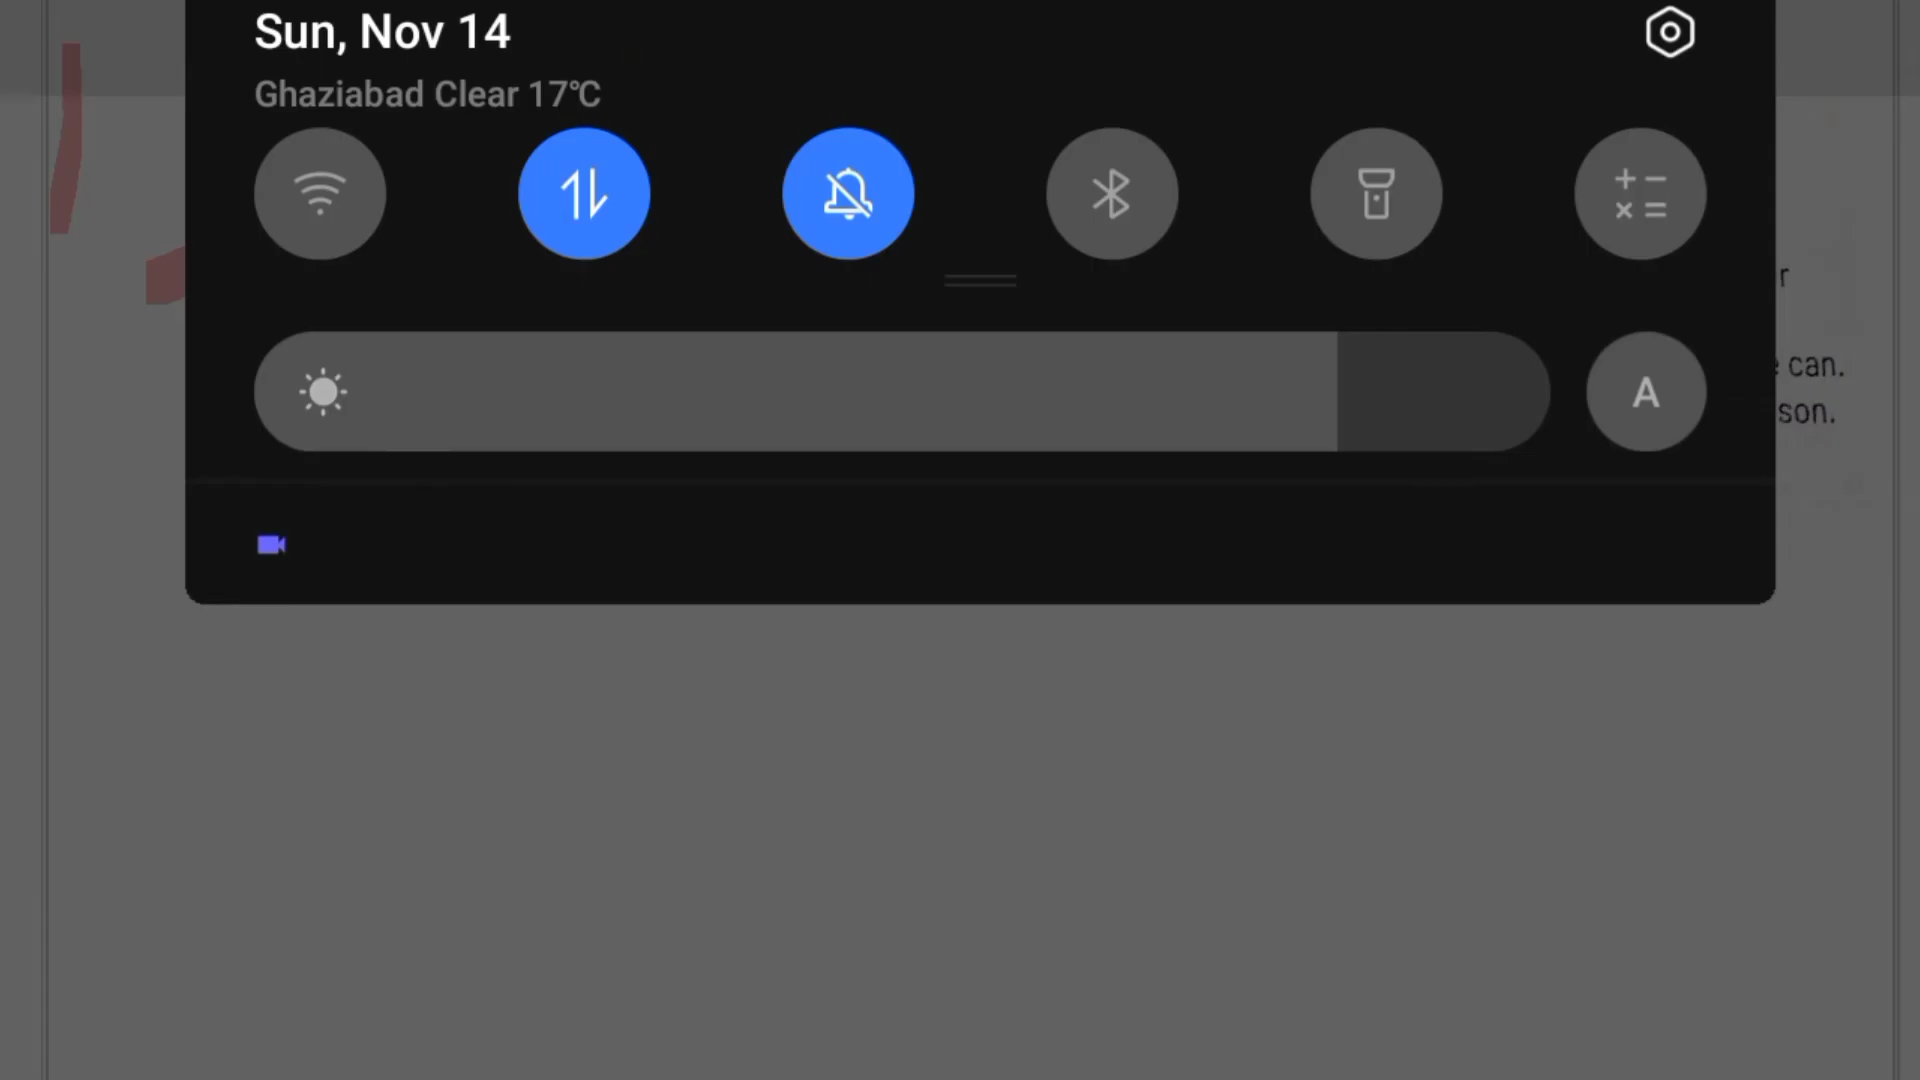 Sun, Nov 14
Ghaziabad Clear 17℃
r
can.
A
son.